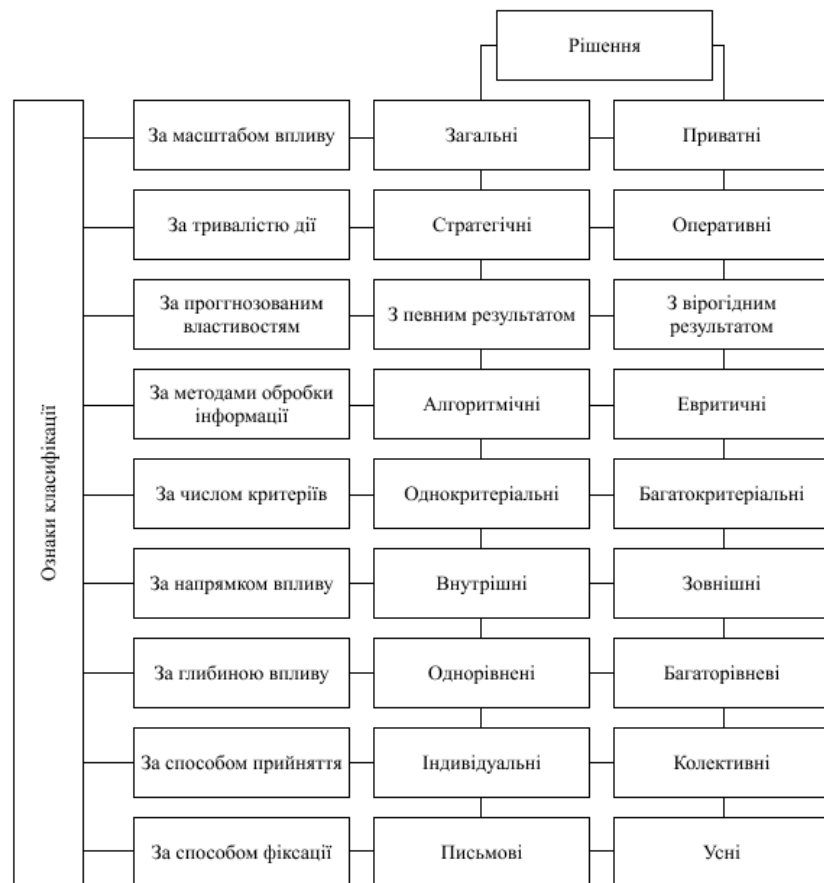 Рішення
За масштабом впливу
Загальні
Приватні
За тривалістю дії
Стратегічні
Оперативні
За проггнозованим
властивостям
З певним результатом
З вірогідним
результатом
За методами обробки
інформації
Алгоритмічні
Евритичні
За числом критеріїв
Однокритеріальні
Багатокритеріальні
За напрямком впливу
Внутрішні
Зовнішні
За глибиною впливу
Однорівнені
Багаторівневі
За способом прийняття
Індивідуальні
Колективні
За способом фіксації
Письмові
Усні
Ознаки класифікації